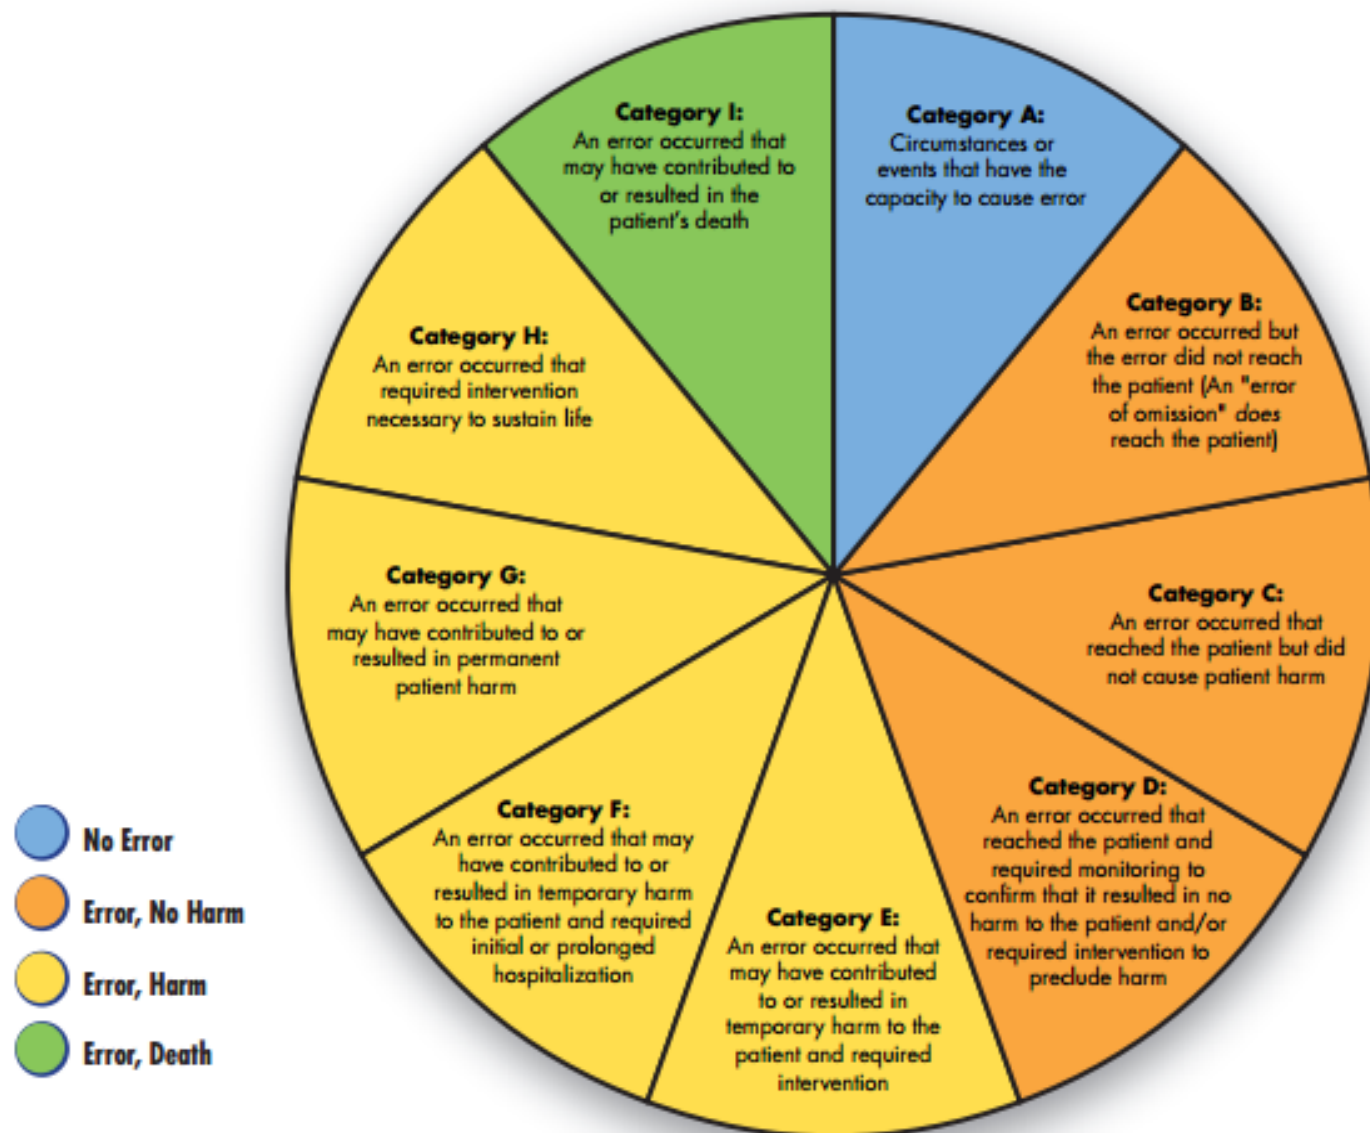 Category I:
An error occurred that
may have contributed to
or resulted in the
patient's death
Category A:
Circumstances or
events that have the
capacity to cause error
Category B:
An error occurred but
the error did not reach
the patient (An "error
of omission" does
reach the patient)
Category C:
An error occurred that
reached the patient but did
not cause patient harm
Category D:
An error occurred that
reached the patient and
required monitoring to
confirm that it resulted in no
harm to the patient and/or
required intervention to
preclude harm
Category E:
An error occurred that
may have contributed
to or resulted in
temporary harm to the
patient and required
intervention
Category F:
An error occurred that may
have contributed to or
resulted in temporary harm
to the patient and required
initial or prolonged
hospitalization
Category G:
An error occurred that
may have contributed to or
resulted in permanent
patient harm
Category H:
An error occurred that
required intervention
necessary to sustain life
No Error
Error, No Harm
Error, Harm
Error, Death